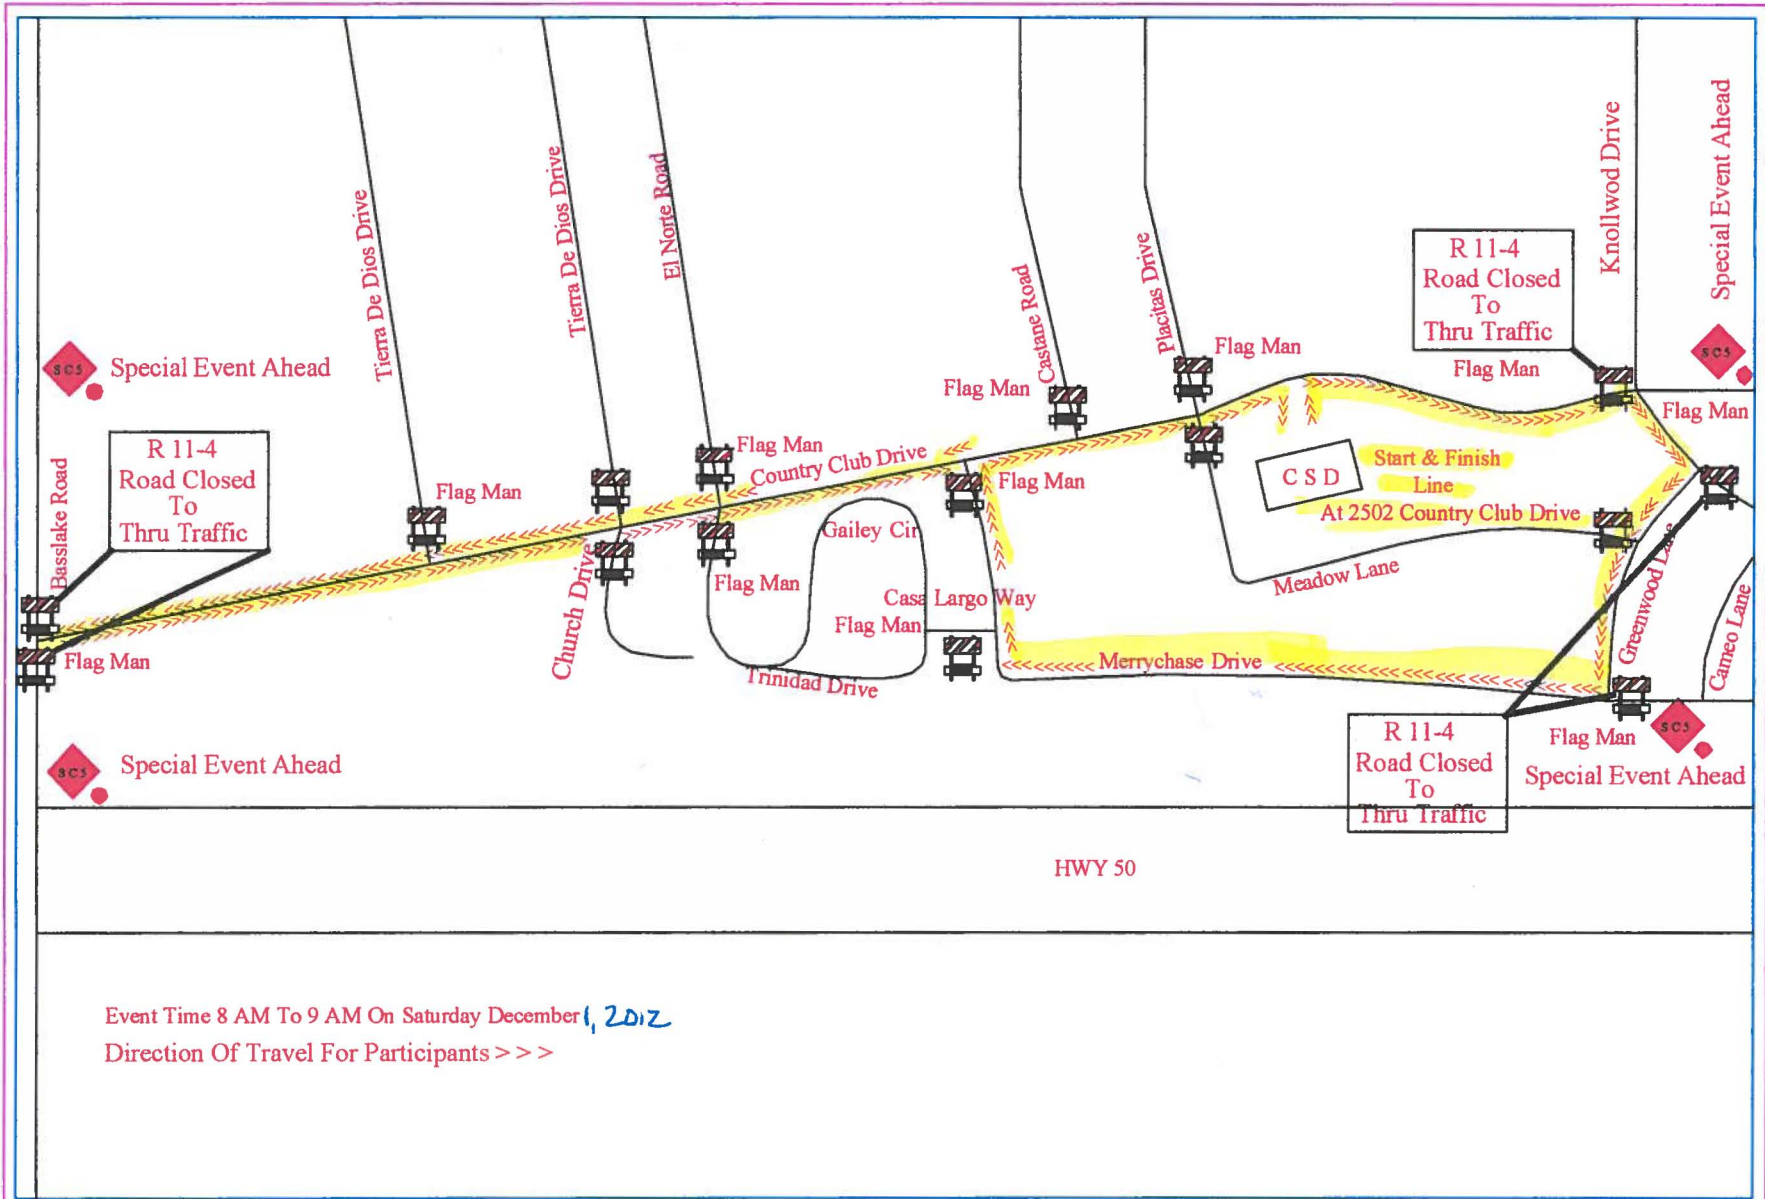 Knollwod Drive
Special Event Ahead
Tierra De Dios Drive
Tierra De Dios Drive
El Norte Road
Castane Road
Placitas Drive
R 11-4
Road Closed
To
Thru Traffic
Flag Man
SC5
Flag Man
SC5
Special Event Ahead
Flag Man
Flag Man
Basslake Road
R 11-4
Road Closed
To
Thru Traffic
Flag Man
Flag Man
Country Club Drive
Flag Man
C S D
Start & Finish
Line
At 2502 Country Club Drive
Gailey Cir
Church Drive
Flag Man
Casa Largo Way
Flag Man
Meadow Lane
Greenwood Lane
Cameo Lane
Flag Man
Trinidad Drive
Merrychase Drive
R 11-4
Road Closed
To
Thru Traffic
Flag Man
SC5
Special Event Ahead
SC5
Special Event Ahead
HWY 50
Event Time 8 AM To 9 AM On Saturday December 1, 2012
Direction Of Travel For Participants > > >